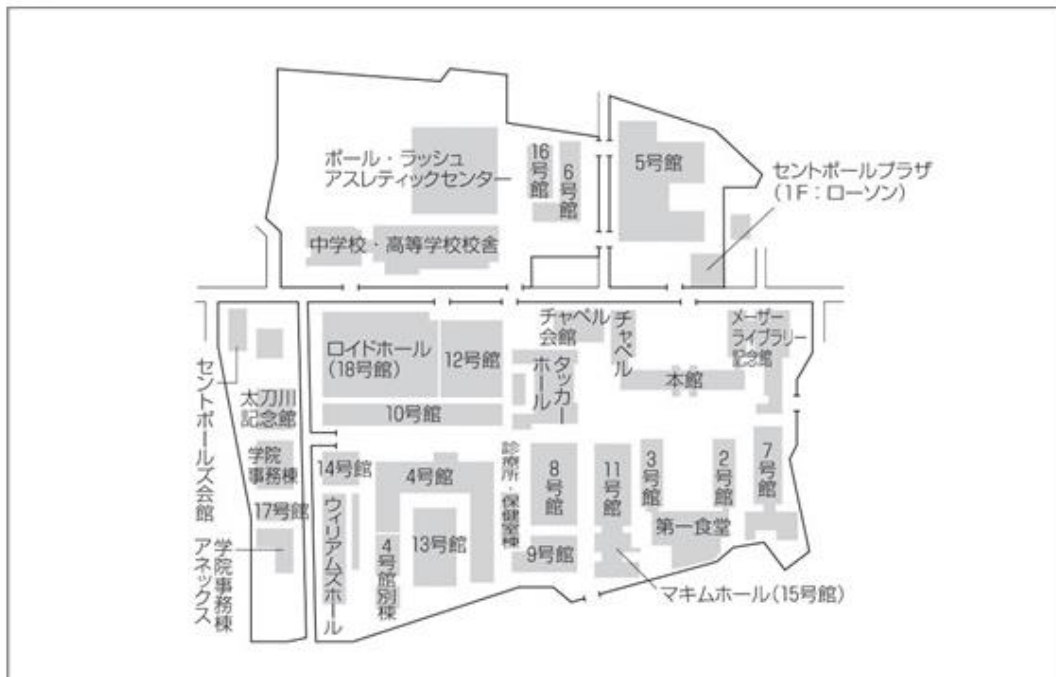 ポール・ラッシュ
アスレティックセンター
16号館
6号館
5号館
セントポールプラザ
(1F:ローソン)
中学校・高等学校校舎
チャペル
会館
チャペル
メーザー
ライブラリー
記念館
ロイドホール
(18号館)
12号館
タッカー
ホール
本館
10号館
セントポールズ会館
太刀川
記念館
学院
事務棟
17号館
学院事務棟
アネックス
14号館
ウィリアムズホール
4号館
4号館別棟
13号館
診療所・保健室棟
8号館
9号館
11号館
3号館
2号館
7号館
第一食堂
マキムホール(15号館)